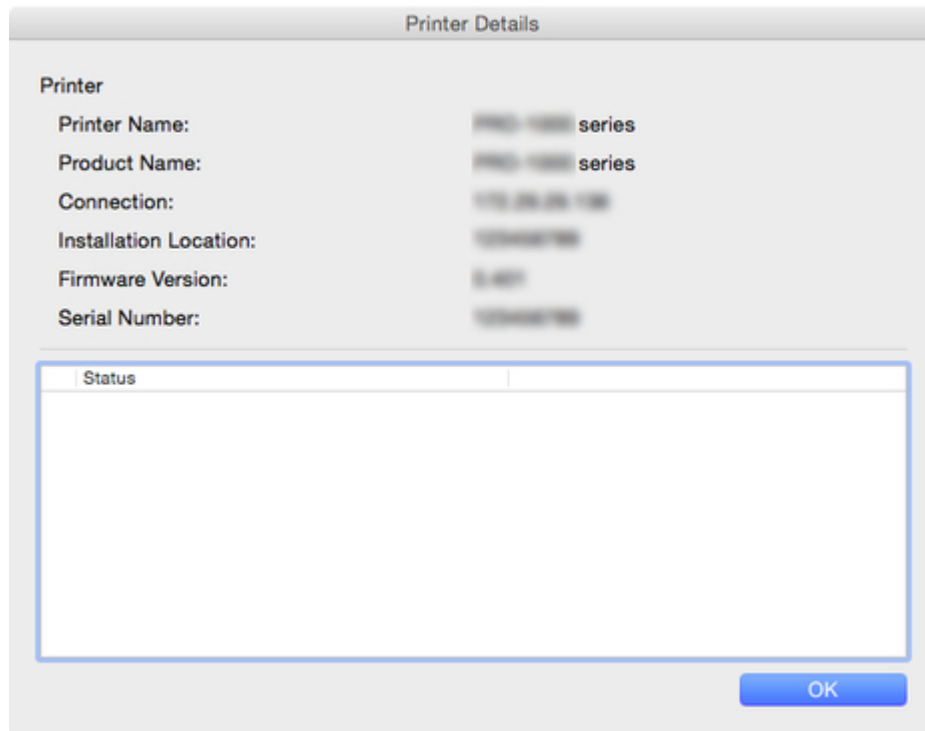 Printer Details
Printer
Printer Name: series
Product Name: series
Connection:
Installation Location:
Firmware Version:
Serial Number:
Status
OK